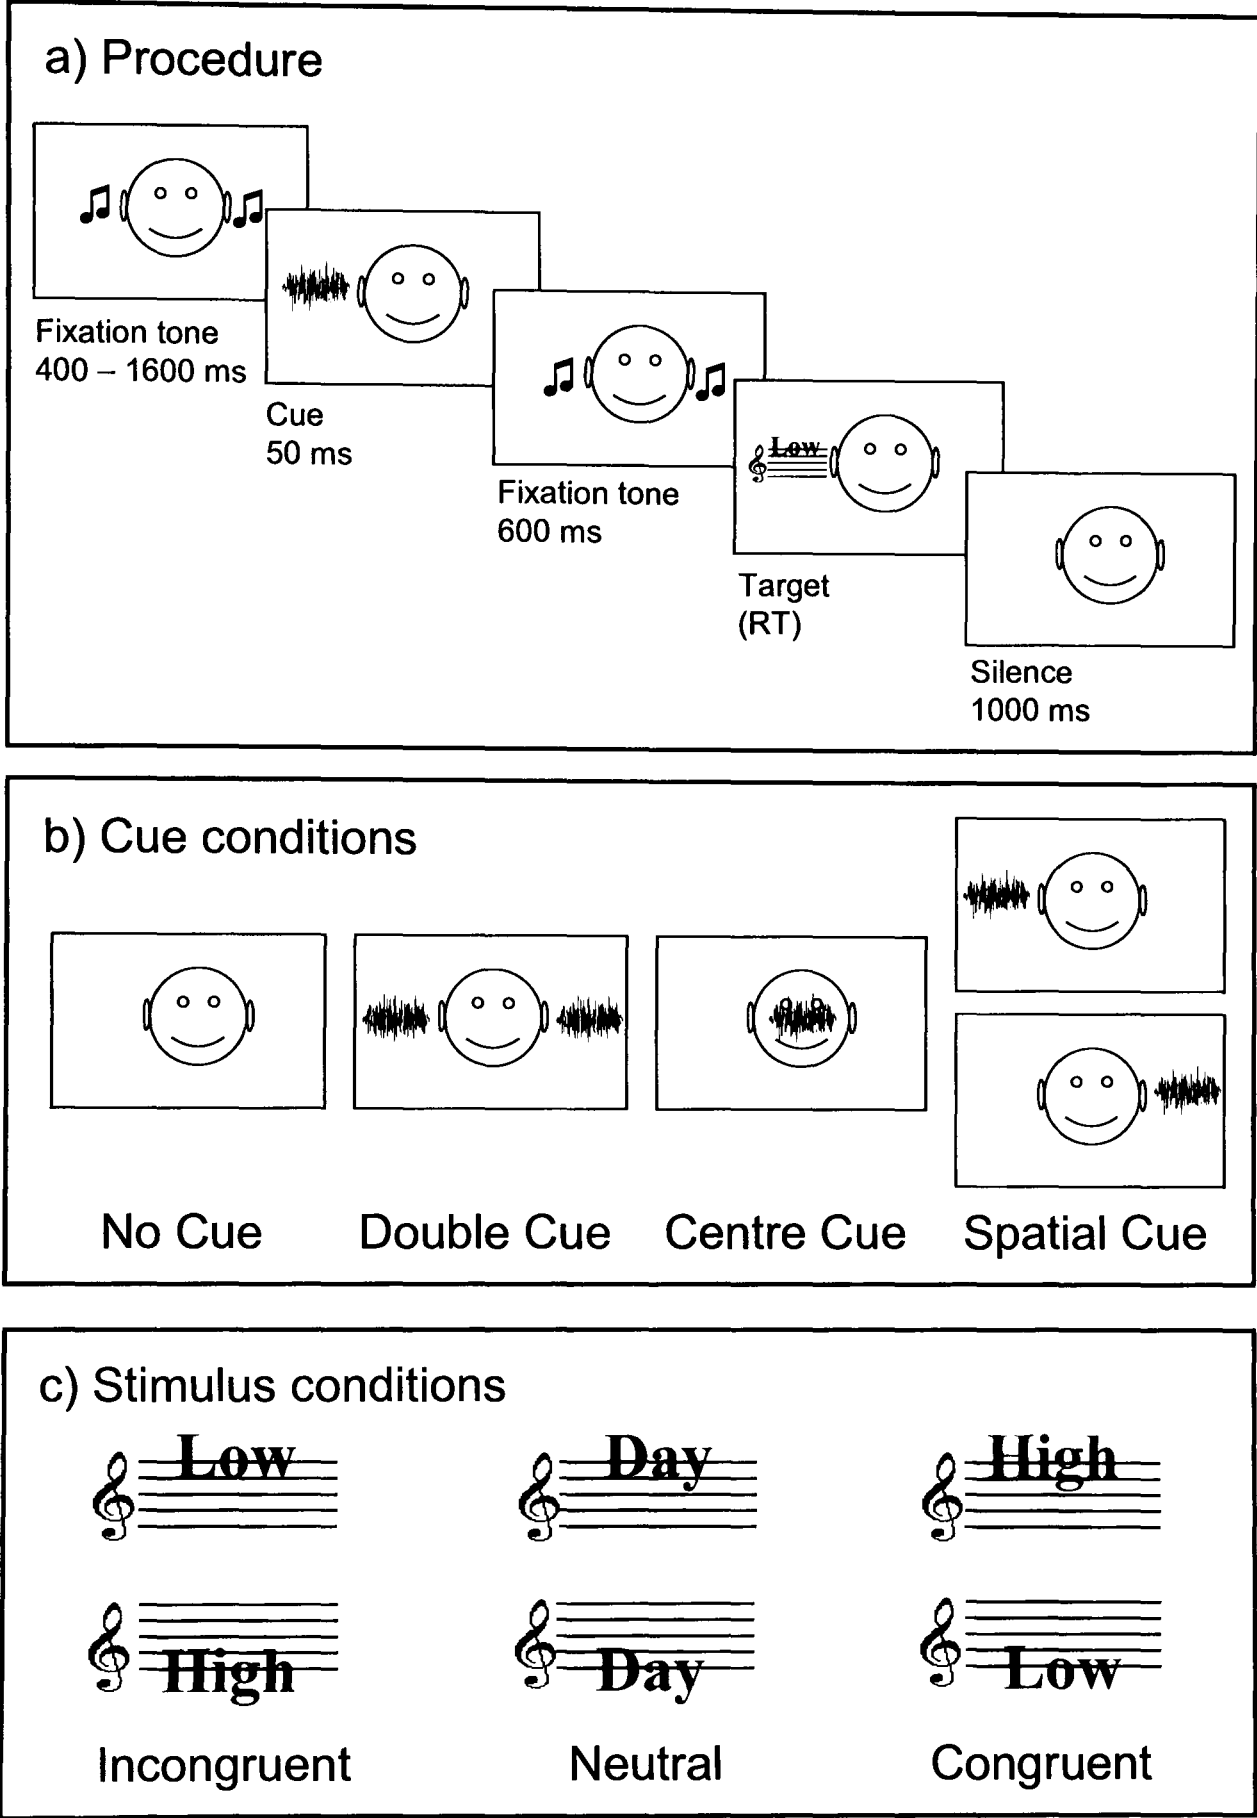 a) Procedure
Fixation tone
400 – 1600 ms
Cue
50 ms
Fixation tone
600 ms
Low
Target
(RT)
Silence
1000 ms
b) Cue conditions
No Cue
Double Cue
Centre Cue
Spatial Cue
c) Stimulus conditions
Low
Day
High
High
Day
Low
Incongruent
Neutral
Congruent